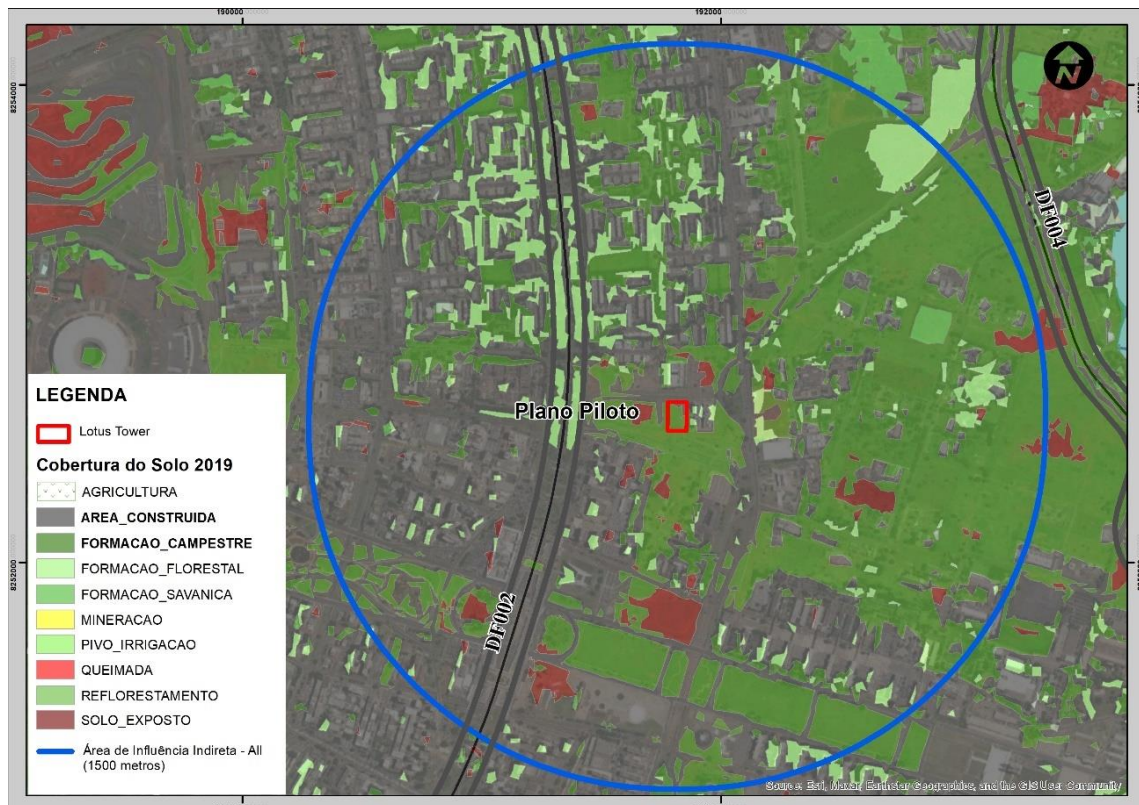 190000
192000
8254000
N
DF004
Plano Piloto
LEGENDA
Lotus Tower
Cobertura do Solo 2019
AGRICULTURA
AREA_CONSTRUIDA
FORMACAO_CAMPESTRE
FORMACAO_FLORESTAL
FORMACAO_SAVANICA
MINERACAO
PIVO_IRRIGACAO
QUEIMADA
REFLORESTAMENTO
SOLO_EXPOSTO
Área de Influência Indireta - AII
(1500 metros)
8252000
DF002
Source: Esri, Maxar, Earthstar Geographics, and the GIS User Community